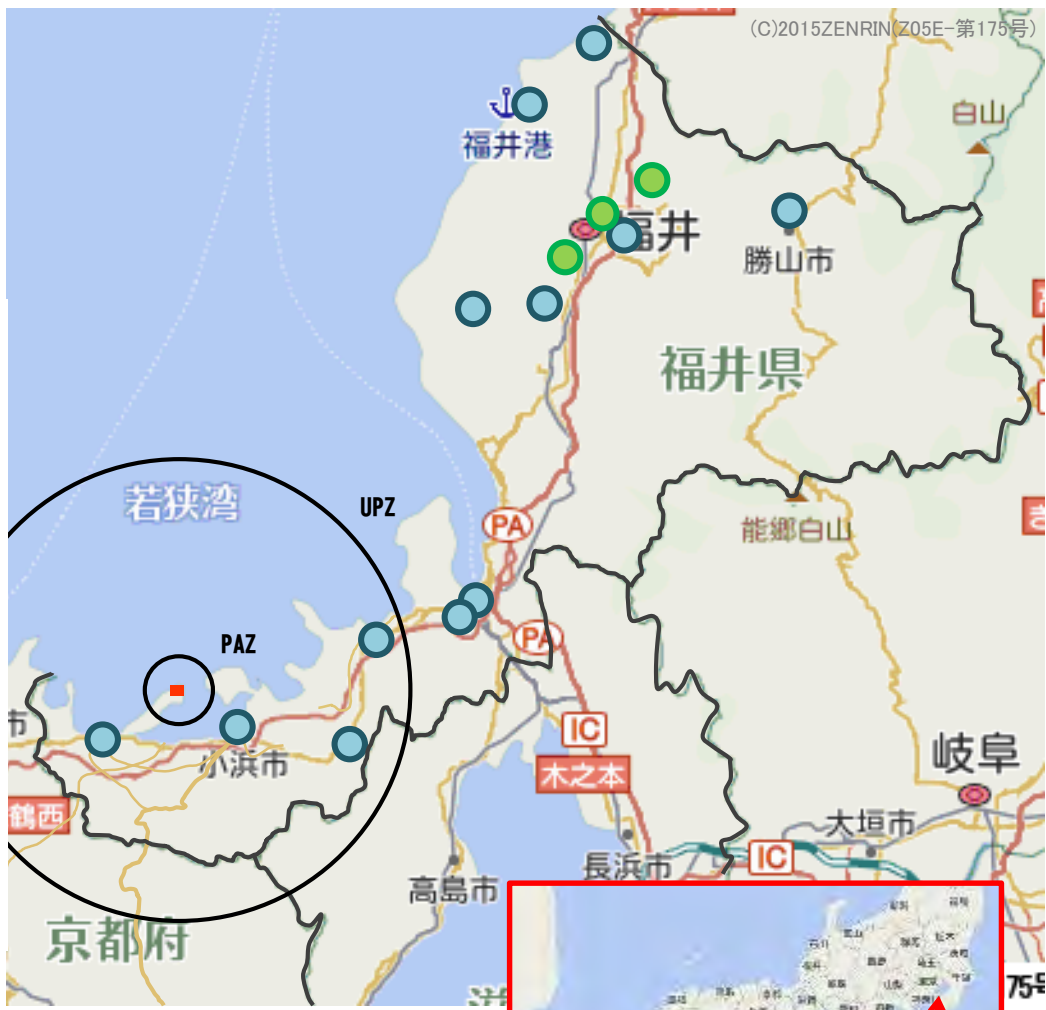 (C)2015ZENRIN(Z05E-第175号)
白山
福井港
福井
勝山市
福井県
若狭湾
UPZ
PA
能郷白山
PAZ
PA
市
小浜市
IC
木之本
岐阜
鶴西
大垣市
IC
長浜市
高島市
京都府
75号